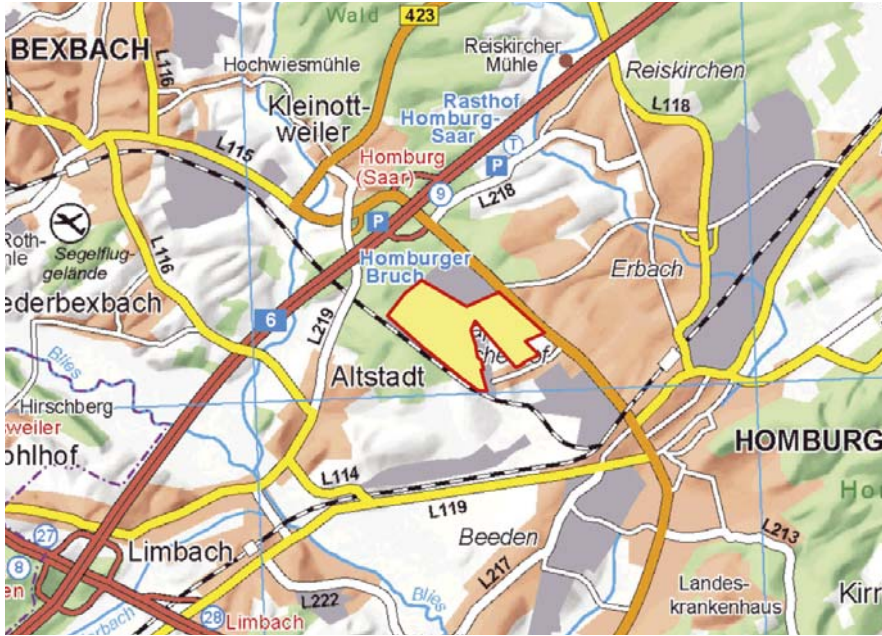 Wald
423
BEXBACH
L116
Hochwiesmühle
Reiskircher
Mühle
Reiskirchen
Kleinott-
weiler
Rasthof
Homburg-
Saar
L118
L115
Homburg
(Saar)
T
P
9
L218
P
Segelflug-
gelände
L116
Homburger
Bruch
Erbach
ederbexbach
6
L219
Blies
Altstadt
Hirschberg
sweiler
ohlhof
HOMBURG
L114
L119
Beeden
L213
27
8
Limbach
L217
Blies
Landes-
krankenhaus
L222
28
Limbach